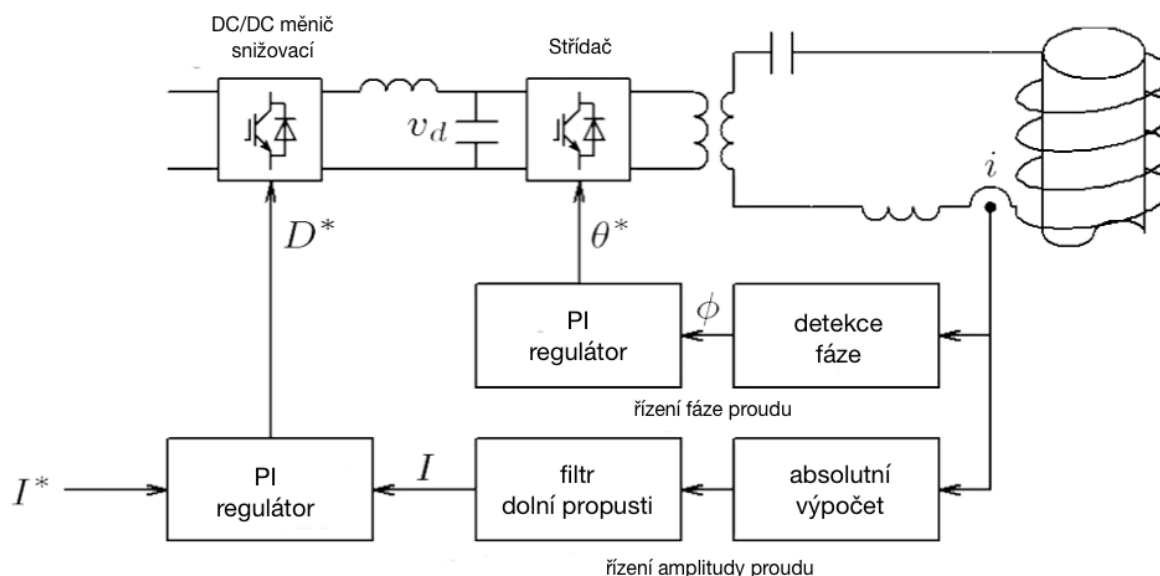 DC/DC měnič
snižovací
Střídač
v_d
i
D*
θ*
PI
regulátor
ϕ
detekce
fáze
řízení fáze proudu
I*
PI
regulátor
I
filtr
dolní propusti
absolutní
výpočet
řízení amplitudy proudu